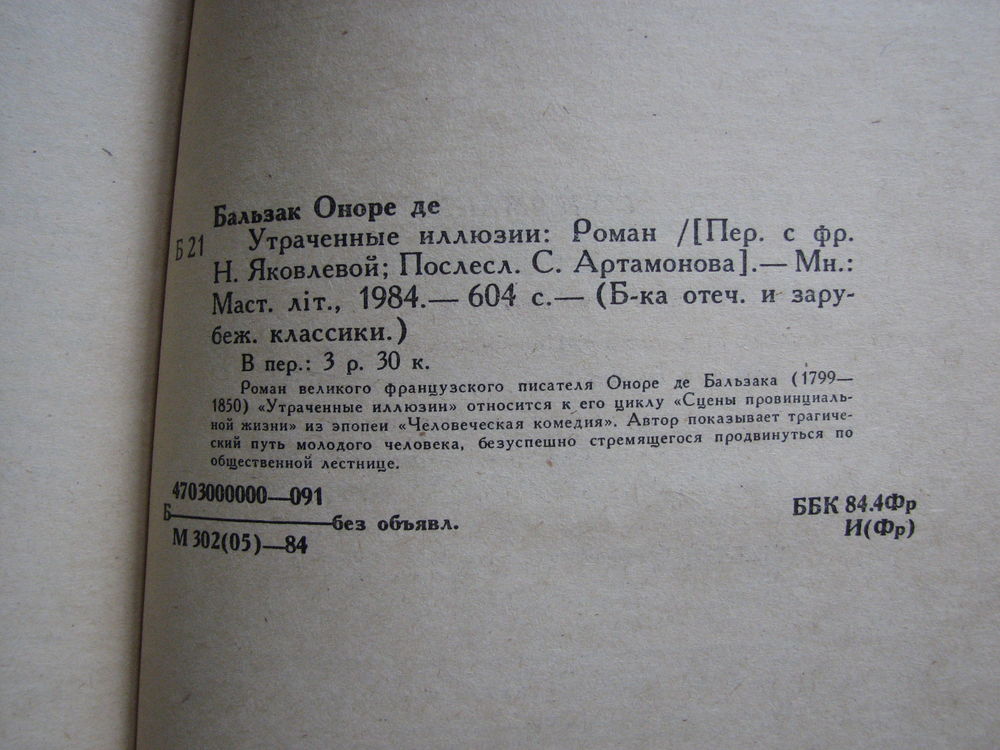 Бальзак Оноре де
Б 21 Утраченные иллюзии: Роман /[Пер. с фр.
Н. Яковлевой; Послесл. С. Артамонова].— Мн.:
Маст. літ., 1984.— 604 с.— (Б-ка отеч. и зару-
беж. классики.)
В пер.: 3 р. 30 к.
Роман великого французского писателя Оноре де Бальзака (1799—
1850) «Утраченные иллюзии» относится к его циклу «Сцены провинциаль-
ной жизни» из эпопеи «Человеческая комедия». Автор показывает трагиче-
ский путь молодого человека, безуспешно стремящегося продвинуться по
общественной лестнице.
4703000000—091
Б————без объявл.
М 302(05)—84
ББК 84.4Фр
И(Фр)